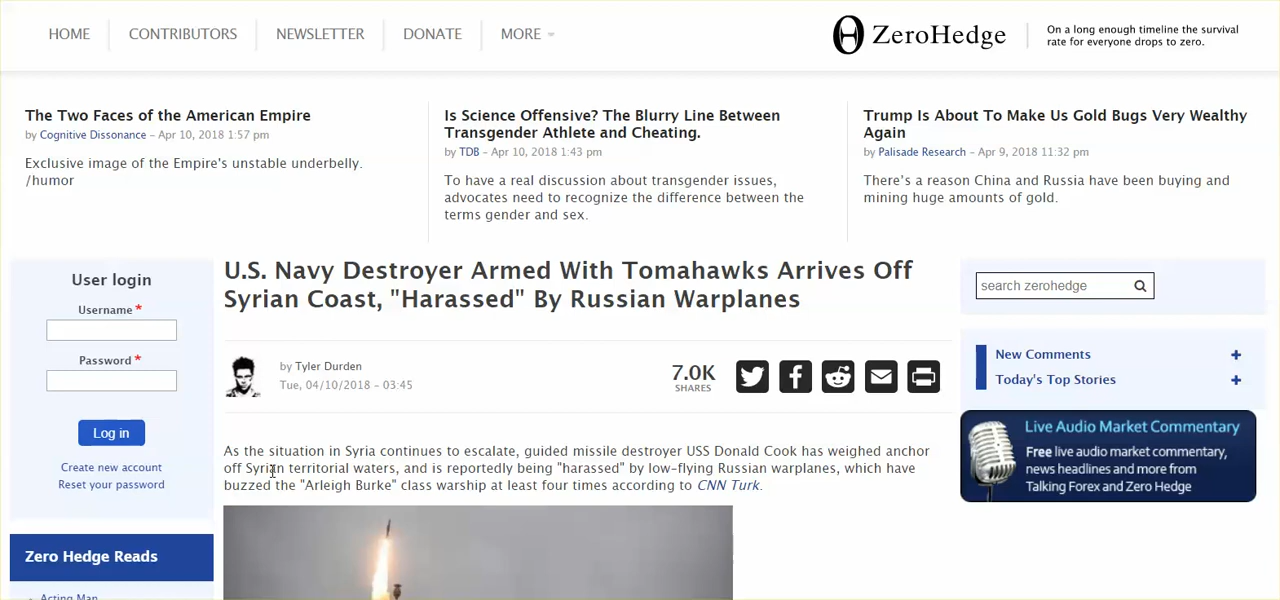 HOME
CONTRIBUTORS
NEWSLETTER
DONATE
MORE
ZeroHedge
On a long enough timeline the survival
rate for everyone drops to zero.
The Two Faces of the American Empire
by Cognitive Dissonance - Apr 10, 2018 1:57 pm
Exclusive image of the Empire's unstable underbelly.
/humor
Is Science Offensive? The Blurry Line Between
Transgender Athlete and Cheating.
by TDB - Apr 10, 2018 1:43 pm
To have a real discussion about transgender issues,
advocates need to recognize the difference between the
terms gender and sex.
Trump Is About To Make Us Gold Bugs Very Wealthy
Again
by Palisade Research - Apr 9, 2018 11:32 pm
There's a reason China and Russia have been buying and
mining huge amounts of gold.
User login
Username *
Password *
Log in
Create new account
Reset your password
Zero Hedge Reads
Acting Man
U.S. Navy Destroyer Armed With Tomahawks Arrives Off
Syrian Coast, "Harassed" By Russian Warplanes
by Tyler Durden
Tue, 04/10/2018 - 03:45
7.0K
SHARES
As the situation in Syria continues to escalate, guided missile destroyer USS Donald Cook has weighed anchor
off Syrian territorial waters, and is reportedly being "harassed" by low-flying Russian warplanes, which have
buzzed the "Arleigh Burke" class warship at least four times according to CNN Turk.
search zerohedge
New Comments +
Today's Top Stories +
Live Audio Market Commentary
Free live audio market commentary,
news headlines and more from
Talking Forex and Zero Hedge